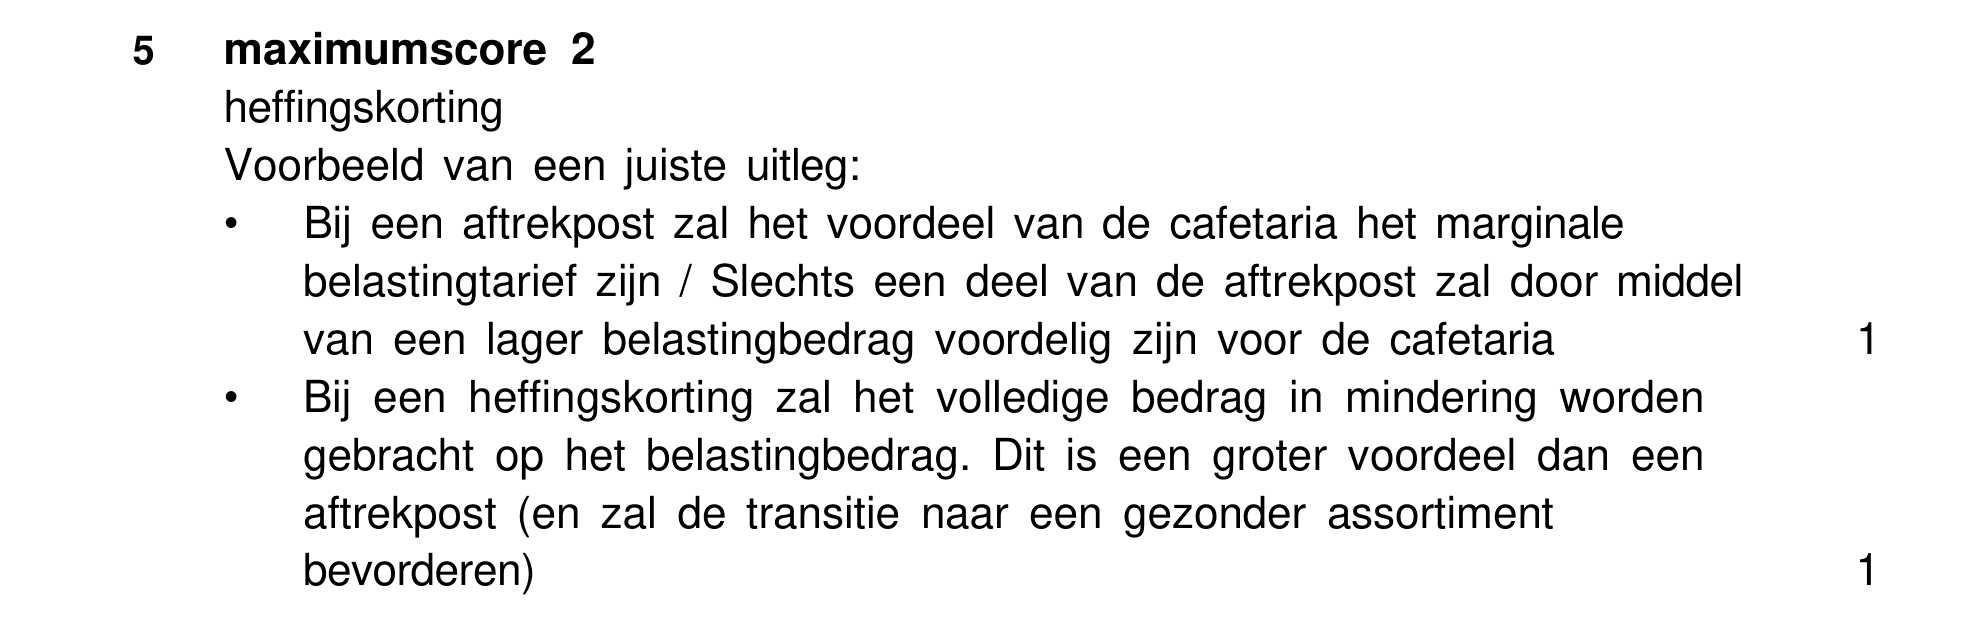 5 maximumscore 2
heffingskorting
Voorbeeld van een juiste uitleg:
• Bij een aftrekpost zal het voordeel van de cafetaria het marginale
belastingtarief zijn / Slechts een deel van de aftrekpost zal door middel
van een lager belastingbedrag voordelig zijn voor de cafetaria 1
• Bij een heffingskorting zal het volledige bedrag in mindering worden
gebracht op het belastingbedrag. Dit is een groter voordeel dan een
aftrekpost (en zal de transitie naar een gezonder assortiment
bevorderen) 1